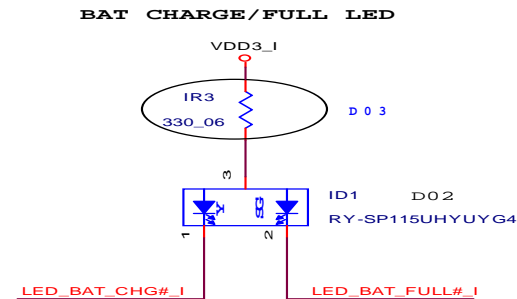 BAT CHARGE/FULL LED
VDD3_I
IR3
330_06
D03
3
Y
SG
ID1 D02
RY-SP115UHYUYG4
1
2
LED_BAT_CHG#_I
LED_BAT_FULL#_I